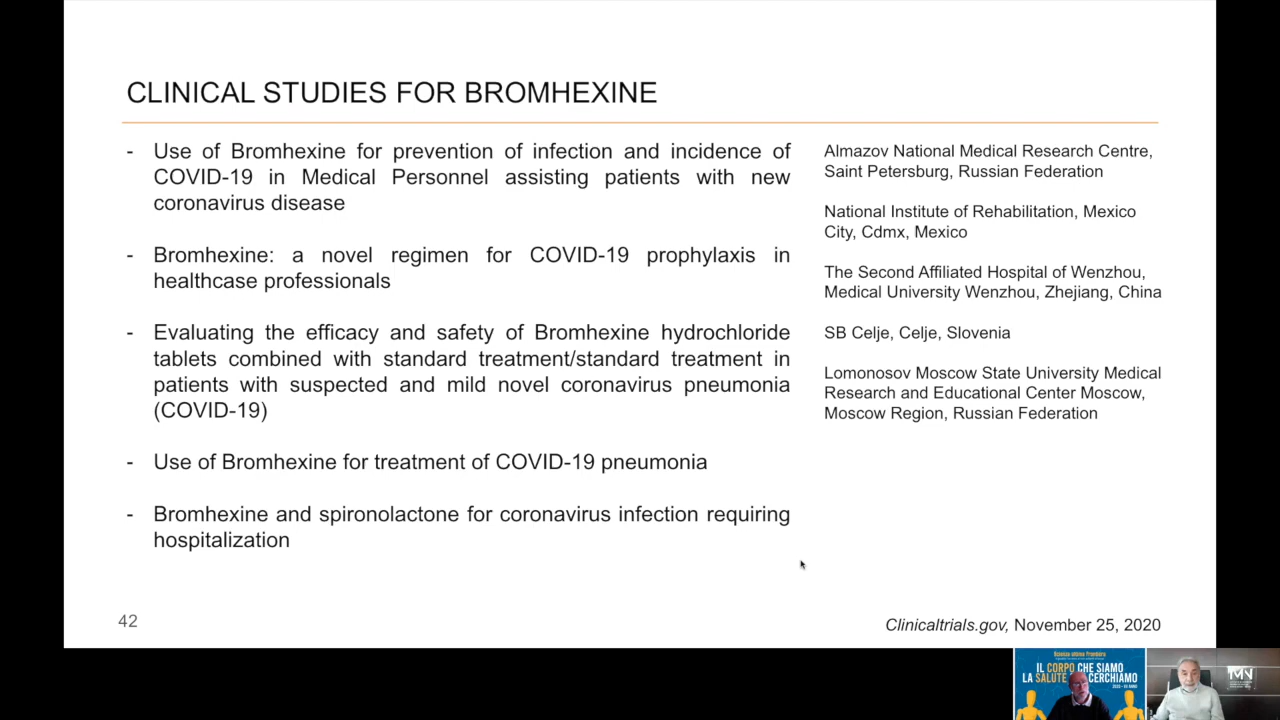 CLINICAL STUDIES FOR BROMHEXINE
- Use of Bromhexine for prevention of infection and incidence of
COVID-19 in Medical Personnel assisting patients with new
coronavirus disease
- Bromhexine: a novel regimen for COVID-19 prophylaxis in
healthcase professionals
- Evaluating the efficacy and safety of Bromhexine hydrochloride
tablets combined with standard treatment/standard treatment in
patients with suspected and mild novel coronavirus pneumonia
(COVID-19)
- Use of Bromhexine for treatment of COVID-19 pneumonia
- Bromhexine and spironolactone for coronavirus infection requiring
hospitalization
Almazov National Medical Research Centre,
Saint Petersburg, Russian Federation
National Institute of Rehabilitation, Mexico
City, Cdmx, Mexico
The Second Affiliated Hospital of Wenzhou,
Medical University Wenzhou, Zhejiang, China
SB Celje, Celje, Slovenia
Lomonosov Moscow State University Medical
Research and Educational Center Moscow,
Moscow Region, Russian Federation
42
Clinicaltrials.gov, November 25, 2020
Scienza ultima frontiera
IL CORPO CHE SIAMO
LA SALUTE CERCHIAMO